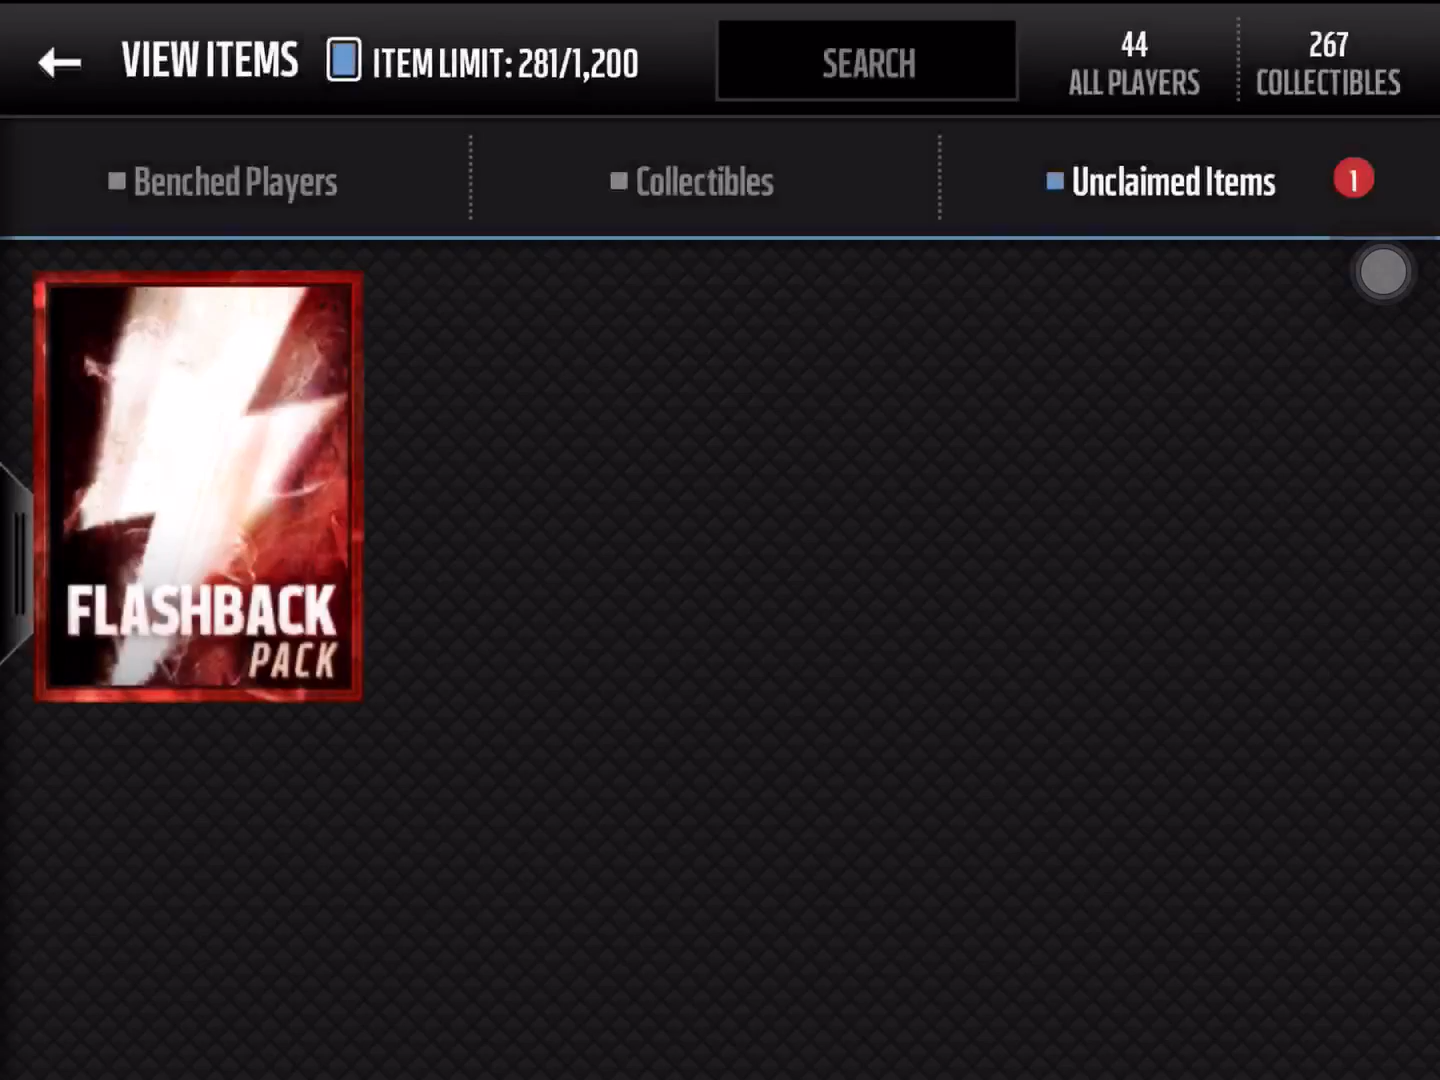 VIEW ITEMS
ITEM LIMIT: 281/1,200
SEARCH
44
ALL PLAYERS
267
COLLECTIBLES
Benched Players
Collectibles
Unclaimed Items
1
FLASHBACK
PACK